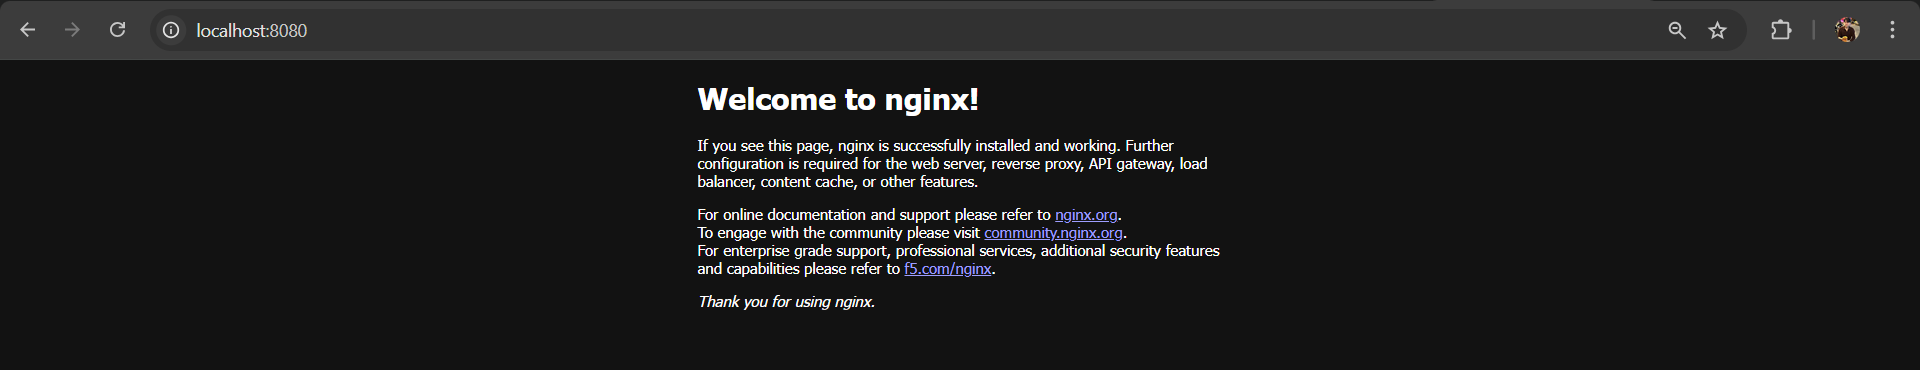 localhost:8080
Welcome to nginx!
If you see this page, nginx is successfully installed and working. Further
configuration is required for the web server, reverse proxy, API gateway, load
balancer, content cache, or other features.
For online documentation and support please refer to nginx.org.
To engage with the community please visit community.nginx.org.
For enterprise grade support, professional services, additional security features
and capabilities please refer to f5.com/nginx.
Thank you for using nginx.